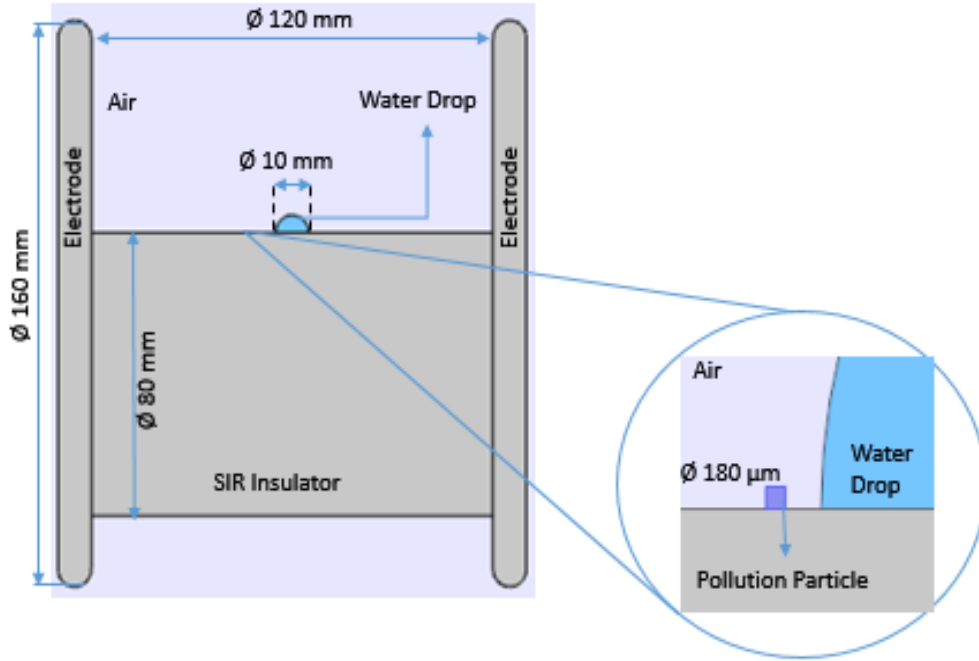 Ø 120 mm
Air
Water Drop
Ø 10 mm
Electrode
Electrode
Ø 160 mm
Ø 80 mm
SIR Insulator
Air
Water
Drop
Ø 180 µm
Pollution Particle